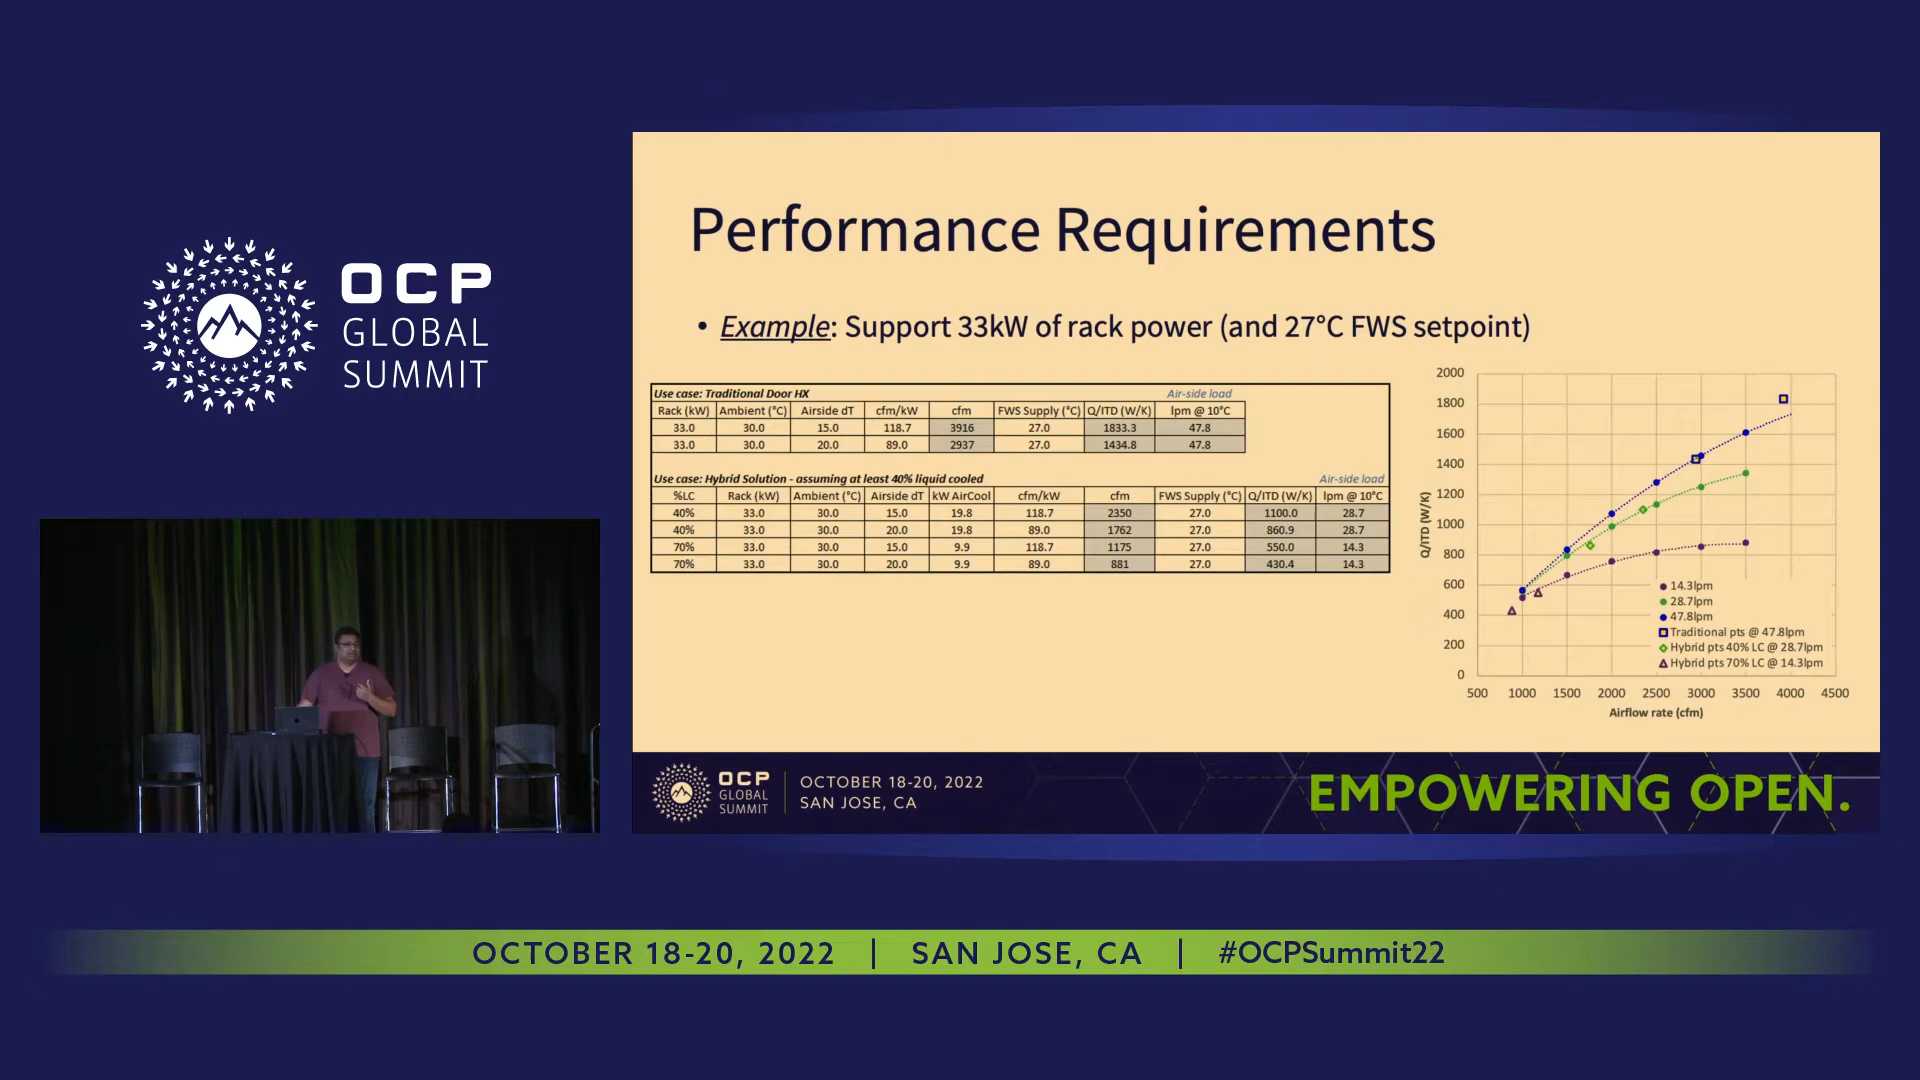 OCP
GLOBAL
SUMMIT
Performance Requirements
• Example: Support 33kW of rack power (and 27°C FWS setpoint)
Use case: Traditional Door HX Air-side load
Rack (kW) Ambient (°C) Airside dT cfm/kW cfm FWS Supply (°C) Q/ITD (W/K) lpm @ 10°C
33.0 30.0 15.0 118.7 3916 27.0 1833.3 47.8
33.0 30.0 20.0 89.0 2937 27.0 1434.8 47.8
Use case: Hybrid Solution - assuming at least 40% liquid cooled Air-side load
%LC Rack (kW) Ambient (°C) Airside dT kW AirCool cfm/kW cfm FWS Supply (°C) Q/ITD (W/K) lpm @ 10°C
40% 33.0 30.0 15.0 19.8 118.7 2350 27.0 1100.0 28.7
40% 33.0 30.0 20.0 19.8 89.0 1762 27.0 860.9 28.7
70% 33.0 30.0 15.0 9.9 118.7 1175 27.0 550.0 14.3
70% 33.0 30.0 20.0 9.9 89.0 881 27.0 430.4 14.3
Q/ITD (W/K)
2000
1800
1600
1400
1200
1000
800
600
400
200
0
14.3lpm
28.7lpm
47.8lpm
Traditional pts @ 47.8lpm
Hybrid pts 40% LC @ 28.7lpm
Hybrid pts 70% LC @ 14.3lpm
500 1000 1500 2000 2500 3000 3500 4000 4500
Airflow rate (cfm)
OCP
GLOBAL
SUMMIT
OCTOBER 18-20, 2022
SAN JOSE, CA
EMPOWERING OPEN.
OCTOBER 18-20, 2022 | SAN JOSE, CA | #OCPSummit22